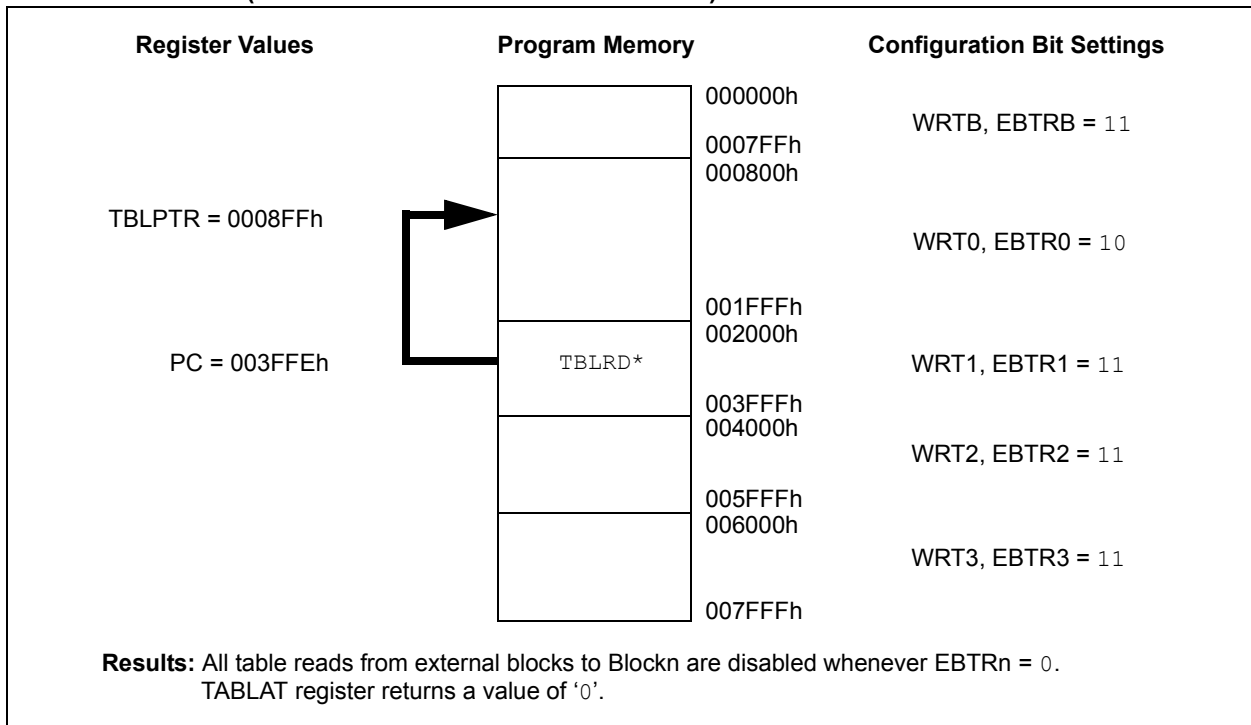 Register Values Program Memory Configuration Bit Settings
000000h
WRTB, EBTRB = 11
0007FFh
000800h
TBLPTR = 0008FFh
WRT0, EBTR0 = 10
001FFFh
002000h
PC = 003FFEh TBLRD* WRT1, EBTR1 = 11
003FFFh
004000h
WRT2, EBTR2 = 11
005FFFh
006000h
WRT3, EBTR3 = 11
007FFFh
Results: All table reads from external blocks to Blockn are disabled whenever EBTRn = 0.
TABLAT register returns a value of ‘0’.